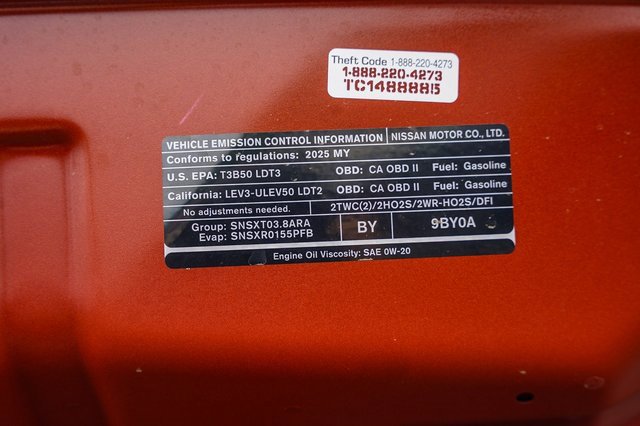 Theft Code 1-888-220-4273
1-888-220-4273
TC1488885
VEHICLE EMISSION CONTROL INFORMATION NISSAN MOTOR CO., LTD.
Conforms to regulations: 2025 MY
U.S. EPA: T3B50 LDT3 OBD: CA OBD II Fuel: Gasoline
California: LEV3-ULEV50 LDT2 OBD: CA OBD II Fuel: Gasoline
No adjustments needed. 2TWC(2)/2HO2S/2WR-HO2S/DFI
Group: SNSXT03.8ARA BY 9BY0A
Evap: SNSXR0155PFB
Engine Oil Viscosity: SAE 0W-20